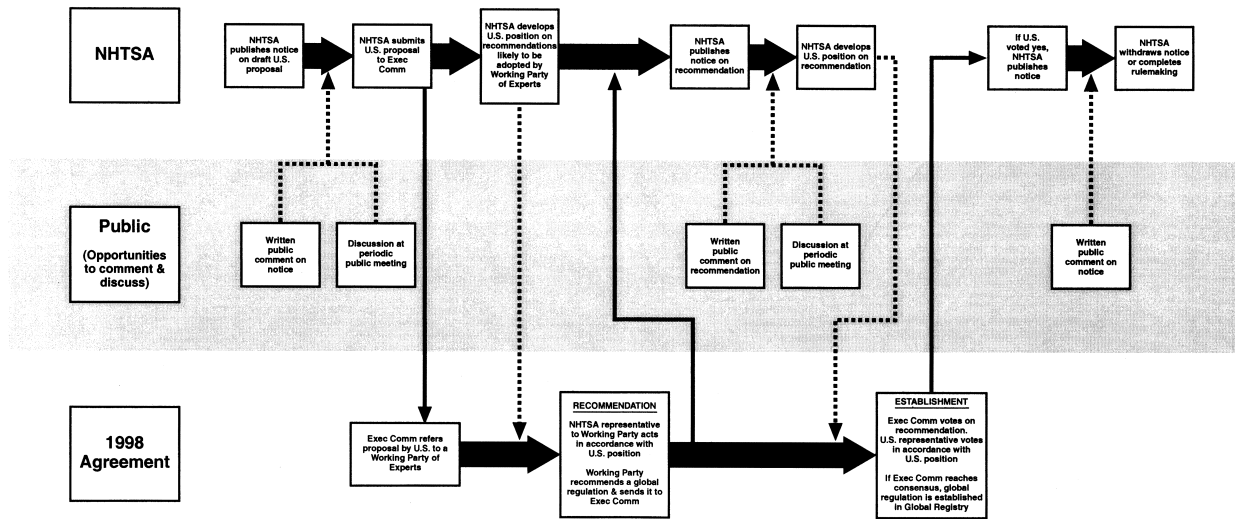 NHTSA
NHTSA
publishes notice
on draft U.S.
proposal
NHTSA submits
U.S. proposal
to Exec
Comm
NHTSA develops
U.S. position on
recommendations
likely to be
adopted by
Working Party
of Experts
NHTSA
publishes
notice on
recommendation
NHTSA develops
U.S. position on
recommendation
If U.S.
voted yes,
NHTSA
publishes
notice
NHTSA
withdraws notice
or completes
rulemaking
Public
(Opportunities
to comment &
discuss)
Written
public
comment on
notice
Discussion at
periodic
public meeting
Written
public
comment on
recommendation
Discussion at
periodic
public meeting
Written
public
comment on
notice
1998
Agreement
Exec Comm refers
proposal by U.S. to a
Working Party of
Experts
RECOMMENDATION
NHTSA representative
to Working Party acts
in accordance with
U.S. position
Working Party
recommends a global
regulation & sends it to
Exec Comm
ESTABLISHMENT
Exec Comm votes on
recommendation.
U.S. representative votes
in accordance with
U.S. position
If Exec Comm reaches
consensus, global
regulation is established
in Global Registry